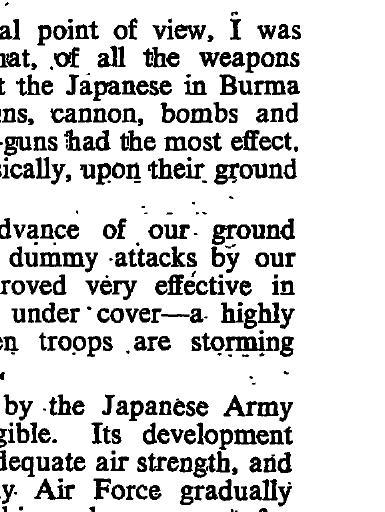 al point of view, I was
hat, of all the weapons
t the Japanese in Burma
ns, cannon, bombs and
-guns had the most effect,
sically, upon their ground
dvance of our ground
dummy attacks by our
roved very effective in
under cover—a highly
en troops are storming
by the Japanese Army
gible. Its development
dequate air strength, and
y Air Force gradually